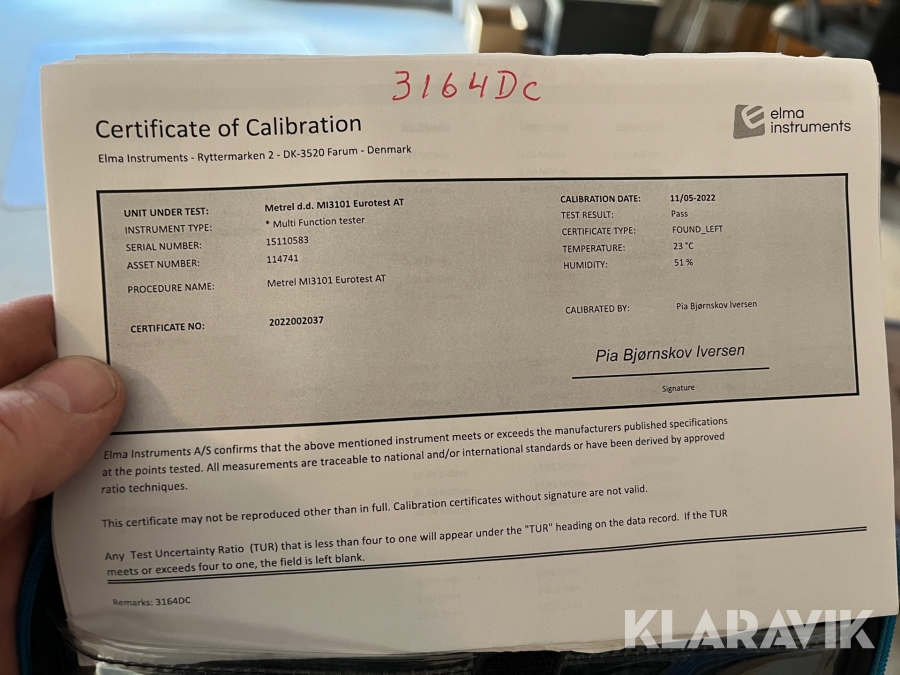 3164Dc
Certificate of Calibration
elma
instruments
Elma Instruments - Ryttermarken 2 - DK-3520 Farum - Denmark
UNIT UNDER TEST: Metrel d.d. MI3101 Eurotest AT
INSTRUMENT TYPE: * Multi Function tester
SERIAL NUMBER: 15110583
ASSET NUMBER: 114741
PROCEDURE NAME: Metrel MI3101 Eurotest AT
CERTIFICATE NO: 2022002037
CALIBRATION DATE: 11/05-2022
TEST RESULT: Pass
CERTIFICATE TYPE: FOUND_LEFT
TEMPERATURE: 23 °C
HUMIDITY: 51 %
CALIBRATED BY: Pia Bjørnskov Iversen
Pia Bjørnskov Iversen
Signature
Elma Instruments A/S confirms that the above mentioned instrument meets or exceeds the manufacturers published specifications
at the points tested. All measurements are traceable to national and/or international standards or have been derived by approved
ratio techniques.
This certificate may not be reproduced other than in full. Calibration certificates without signature are not valid.
Any Test Uncertainty Ratio (TUR) that is less than four to one will appear under the "TUR" heading on the data record. If the TUR
meets or exceeds four to one, the field is left blank.
Remarks: 3164DC
KLARAVIK